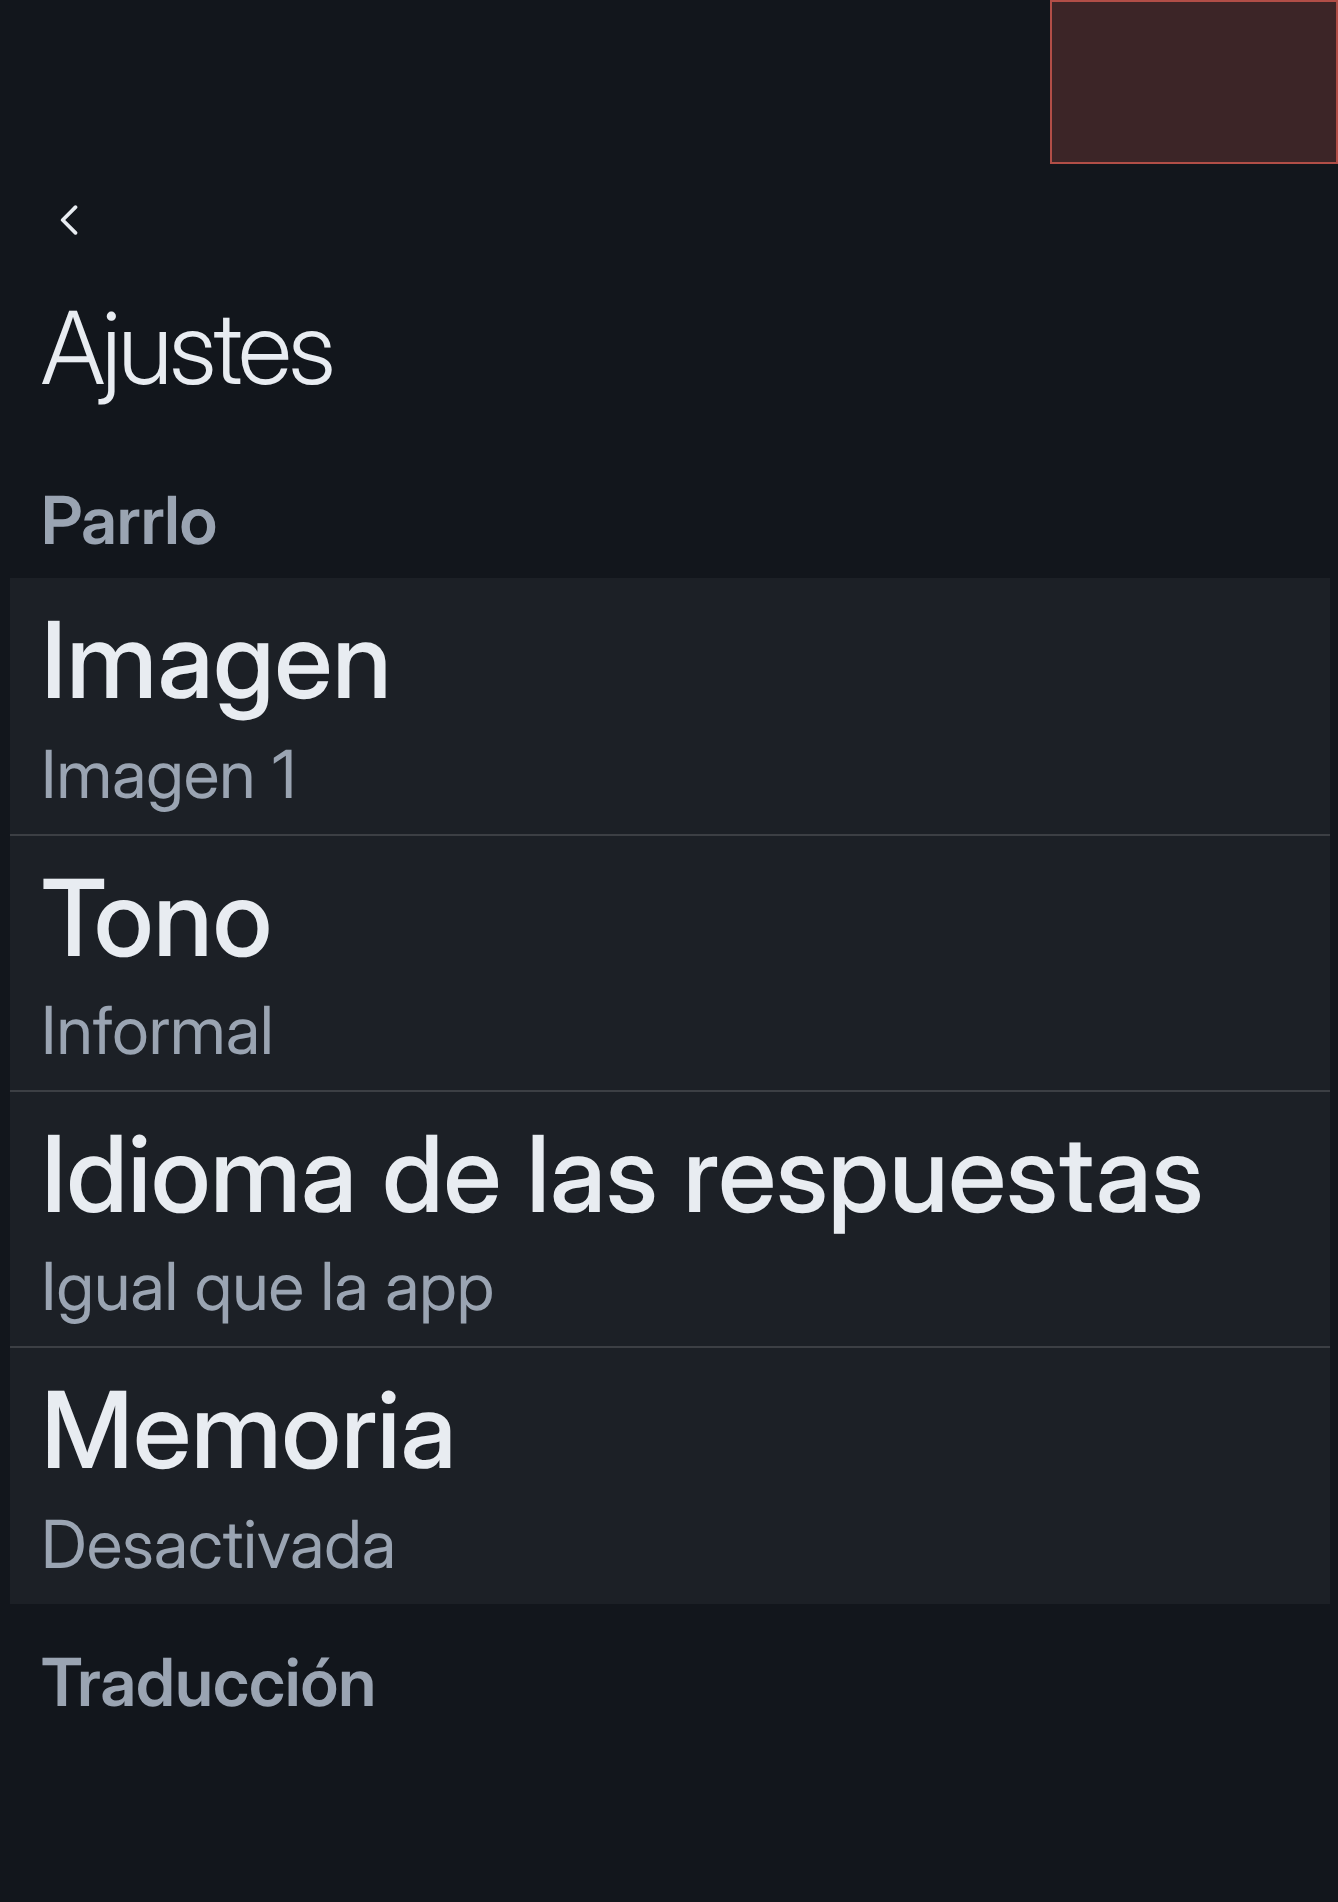 Ajustes
Parrlo
Imagen
Imagen 1
Tono
Informal
Idioma de las respuestas
Igual que la app
Memoria
Desactivada
Traducción